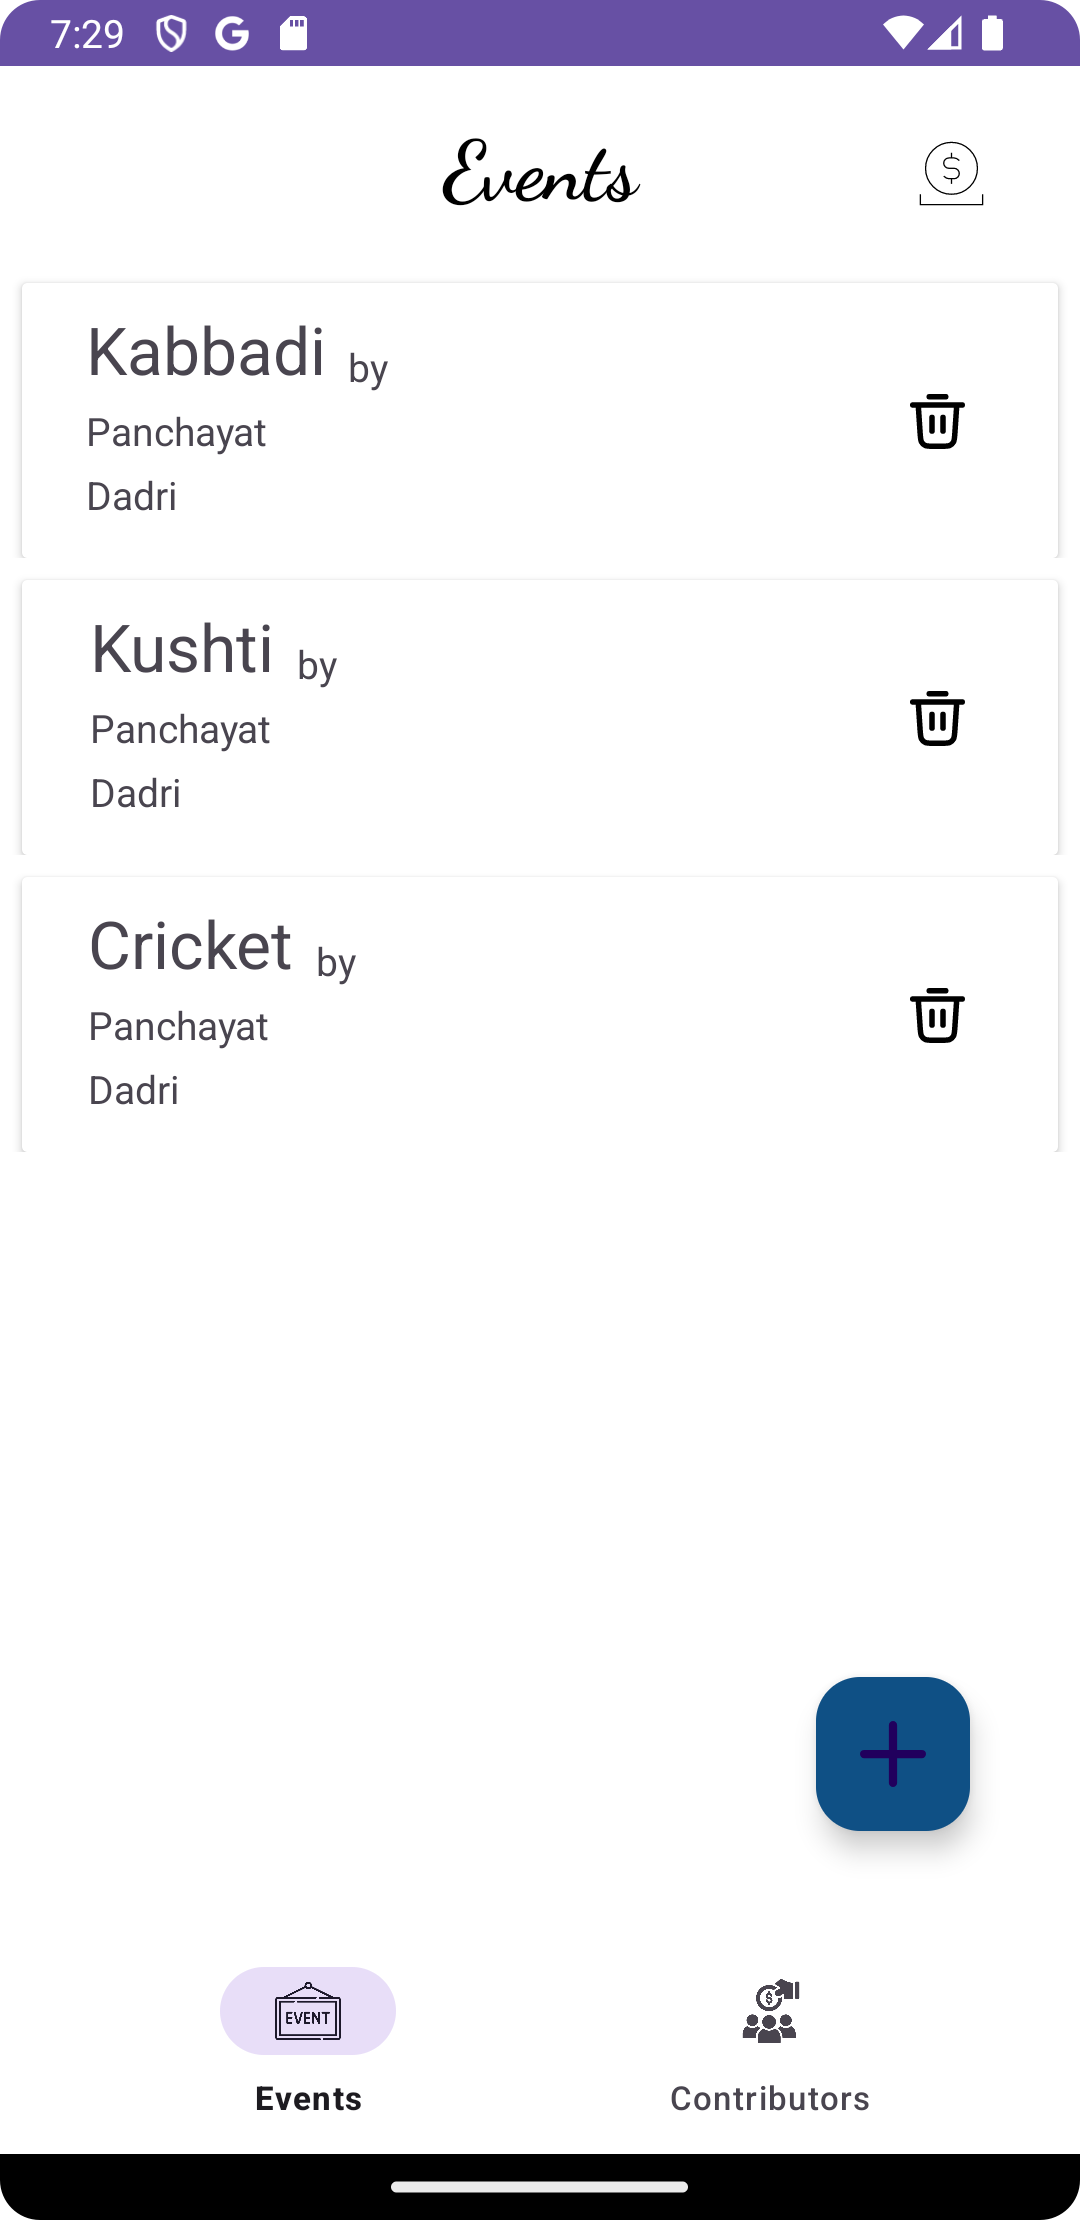 7:29
Events
Kabbadi by
Panchayat
Dadri
Kushti by
Panchayat
Dadri
Cricket by
Panchayat
Dadri
EVENT
Events
Contributors